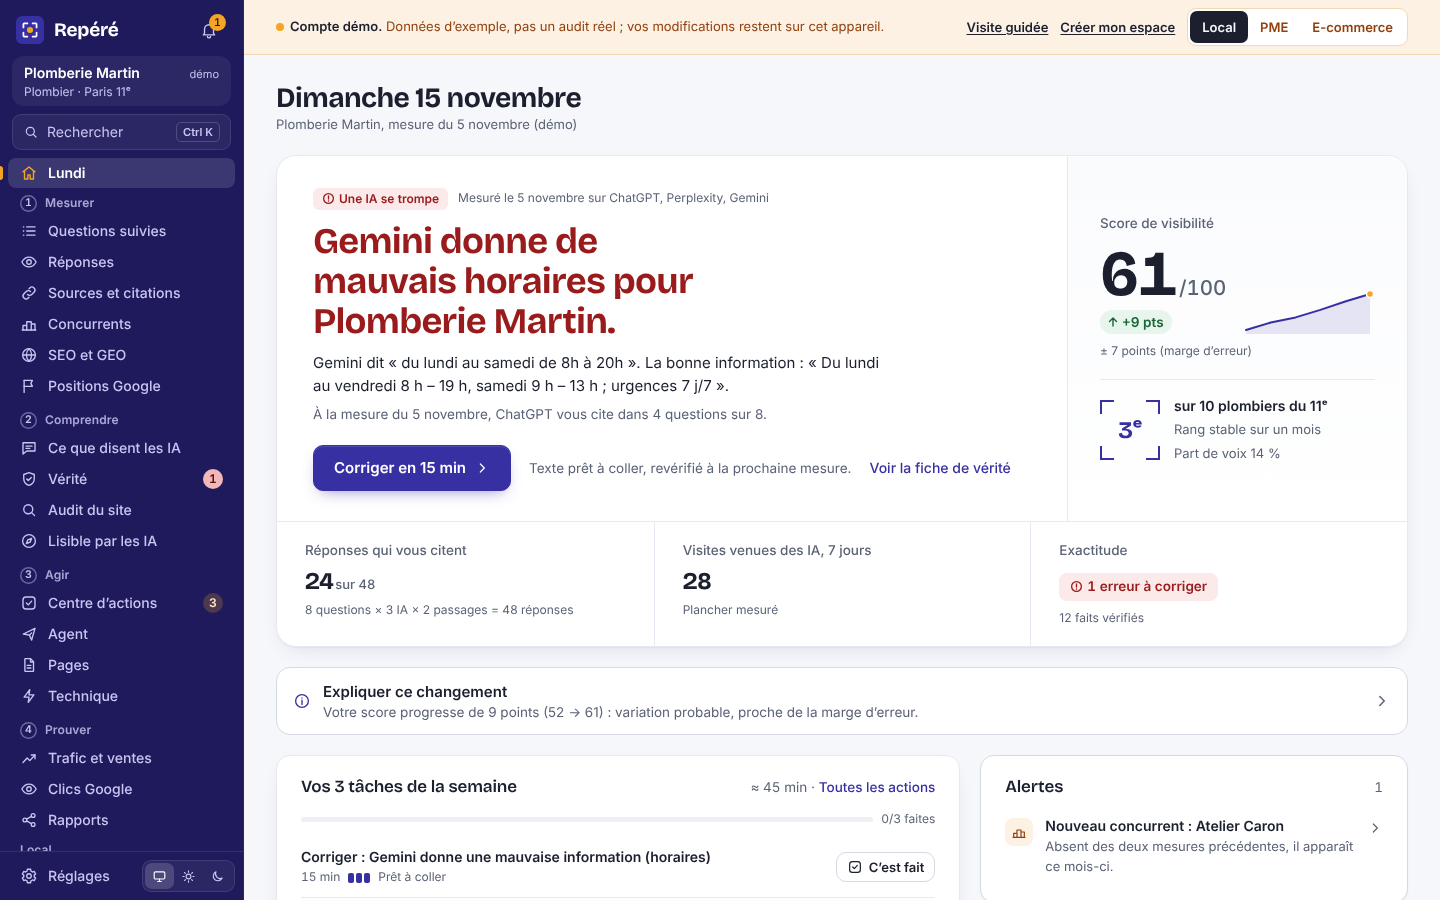 Repéré
1
Plomberie Martin
démo
Plombier · Paris 11ᵉ
Rechercher
Ctrl K
Lundi
1 Mesurer
Questions suivies
Réponses
Sources et citations
Concurrents
SEO et GEO
Positions Google
2 Comprendre
Ce que disent les IA
Vérité
1
Audit du site
Lisible par les IA
3 Agir
Centre d’actions
3
Agent
Pages
Technique
4 Prouver
Trafic et ventes
Clics Google
Rapports
Local
Réglages
Compte démo. Données d’exemple, pas un audit réel ; vos modifications restent sur cet appareil.
Visite guidée
Créer mon espace
Local
PME
E-commerce
Dimanche 15 novembre
Plomberie Martin, mesure du 5 novembre (démo)
Une IA se trompe
Mesuré le 5 novembre sur ChatGPT, Perplexity, Gemini
Gemini donne de
mauvais horaires pour
Plomberie Martin.
Gemini dit « du lundi au samedi de 8h à 20h ». La bonne information : « Du lundi
au vendredi 8 h – 19 h, samedi 9 h – 13 h ; urgences 7 j/7 ».
À la mesure du 5 novembre, ChatGPT vous cite dans 4 questions sur 8.
Corriger en 15 min
Texte prêt à coller, revérifié à la prochaine mesure.
Voir la fiche de vérité
Score de visibilité
61/100
↑ +9 pts
± 7 points (marge d’erreur)
3ᵉ
sur 10 plombiers du 11ᵉ
Rang stable sur un mois
Part de voix 14 %
Réponses qui vous citent
24 sur 48
8 questions × 3 IA × 2 passages = 48 réponses
Visites venues des IA, 7 jours
28
Plancher mesuré
Exactitude
1 erreur à corriger
12 faits vérifiés
Expliquer ce changement
Votre score progresse de 9 points (52 → 61) : variation probable, proche de la marge d’erreur.
Vos 3 tâches de la semaine
≈ 45 min · Toutes les actions
0/3 faites
Corriger : Gemini donne une mauvaise information (horaires)
15 min
Prêt à coller
C’est fait
Alertes
1
Nouveau concurrent : Atelier Caron
Absent des deux mesures précédentes, il apparaît
ce mois-ci.